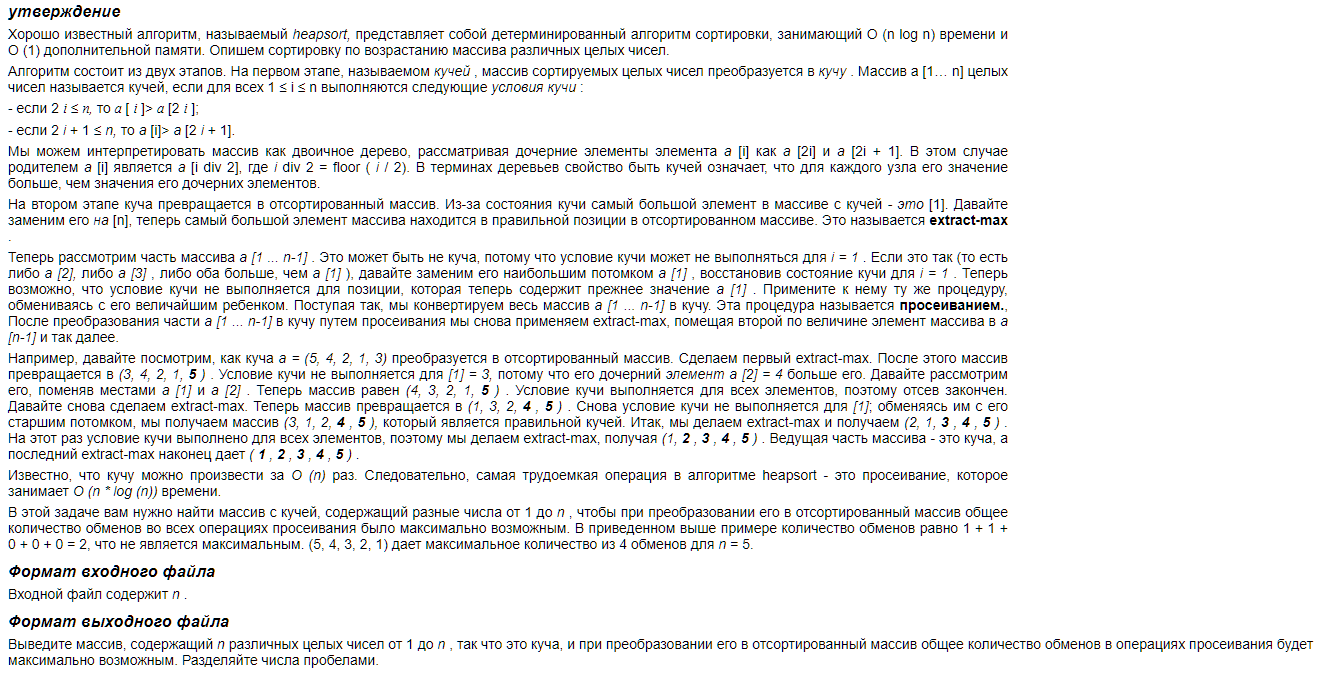 утверждение
Хорошо известный алгоритм, называемый heapsort, представляет собой детерминированный алгоритм сортировки, занимающий O (n log n) времени и
O (1) дополнительной памяти. Опишем сортировку по возрастанию массива различных целых чисел.
Алгоритм состоит из двух этапов. На первом этапе, называемом кучей , массив сортируемых целых чисел преобразуется в кучу . Массив a [1… n] целых
чисел называется кучей, если для всех 1 ≤ i ≤ n выполняются следующие условия кучи :
- если 2 i ≤ n, то a [ i ]> a [2 i ];
- если 2 i + 1 ≤ n, то a [i]> a [2 i + 1].
Мы можем интерпретировать массив как двоичное дерево, рассматривая дочерние элементы элемента a [i] как a [2i] и a [2i + 1]. В этом случае
родителем a [i] является a [i div 2], где i div 2 = floor ( i / 2). В терминах деревьев свойство быть кучей означает, что для каждого узла его значение
больше, чем значения его дочерних элементов.
На втором этапе куча превращается в отсортированный массив. Из-за состояния кучи самый большой элемент в массиве с кучей - это [1]. Давайте
заменим его на [n], теперь самый большой элемент массива находится в правильной позиции в отсортированном массиве. Это называется extract-max
.
Теперь рассмотрим часть массива a [1 ... n-1] . Это может быть не куча, потому что условие кучи может не выполняться для i = 1 . Если это так (то есть
либо a [2], либо a [3] , либо оба больше, чем a [1] ), давайте заменим его наибольшим потомком a [1] , восстановив состояние кучи для i = 1 . Теперь
возможно, что условие кучи не выполняется для позиции, которая теперь содержит прежнее значение a [1] . Примените к нему ту же процедуру,
обмениваясь с его величайшим ребенком. Поступая так, мы конвертируем весь массив a [1 ... n-1] в кучу. Эта процедура называется просеиванием.,
После преобразования части a [1 ... n-1] в кучу путем просеивания мы снова применяем extract-max, помещая второй по величине элемент массива в a
[n-1] и так далее.
Например, давайте посмотрим, как куча a = (5, 4, 2, 1, 3) преобразуется в отсортированный массив. Сделаем первый extract-max. После этого массив
превращается в (3, 4, 2, 1, 5 ) . Условие кучи не выполняется для [1] = 3, потому что его дочерний элемент a [2] = 4 больше его. Давайте рассмотрим
его, поменяв местами a [1] и a [2] . Теперь массив равен (4, 3, 2, 1, 5 ) . Условие кучи выполняется для всех элементов, поэтому отсев закончен.
Давайте снова сделаем extract-max. Теперь массив превращается в (1, 3, 2, 4 , 5 ) . Снова условие кучи не выполняется для [1]; обменяясь им с его
старшим потомком, мы получаем массив (3, 1, 2, 4 , 5 ), который является правильной кучей. Итак, мы делаем extract-max и получаем (2, 1, 3 , 4 , 5 ) .
На этот раз условие кучи выполнено для всех элементов, поэтому мы делаем extract-max, получая (1, 2 , 3 , 4 , 5 ) . Ведущая часть массива - это куча, а
последний extract-max наконец дает ( 1 , 2 , 3 , 4 , 5 ) .
Известно, что кучу можно произвести за O (n) раз. Следовательно, самая трудоемкая операция в алгоритме heapsort - это просеивание, которое
занимает O (n * log (n)) времени.
В этой задаче вам нужно найти массив с кучей, содержащий разные числа от 1 до n , чтобы при преобразовании его в отсортированный массив общее
количество обменов во всех операциях просеивания было максимально возможным. В приведенном выше примере количество обменов равно 1 + 1 +
0 + 0 + 0 = 2, что не является максимальным. (5, 4, 3, 2, 1) дает максимальное количество из 4 обменов для n = 5.
Формат входного файла
Входной файл содержит n .
Формат выходного файла
Выведите массив, содержащий n различных целых чисел от 1 до n , так что это куча, и при преобразовании его в отсортированный массив общее количество обменов в операциях просеивания будет
максимально возможным. Разделяйте числа пробелами.